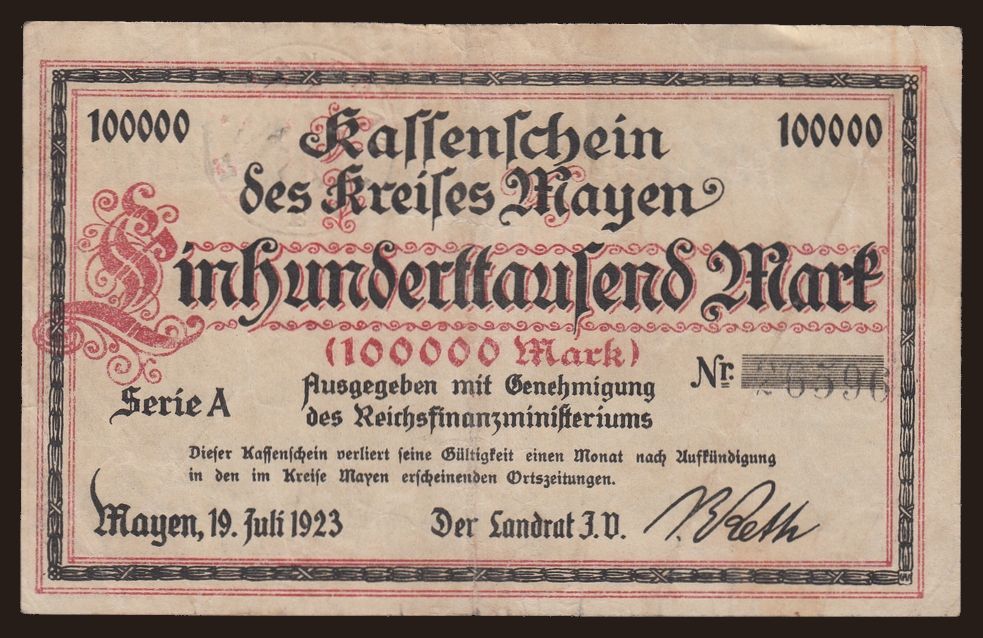 100000 100000
Kassenschein
des Kreises Mayen
Einhunderttausend Mark
(100000 Mark)
Nr.
Serie A
Ausgegeben mit Genehmigung
des Reichsfinanzministeriums
Dieser Kassenschein verliert seine Gültigkeit einen Monat nach Aufkündigung
in den im Kreise Mayen erscheinenden Ortszeitungen.
Mayen, 19. Juli 1923 Der Landrat J.V.